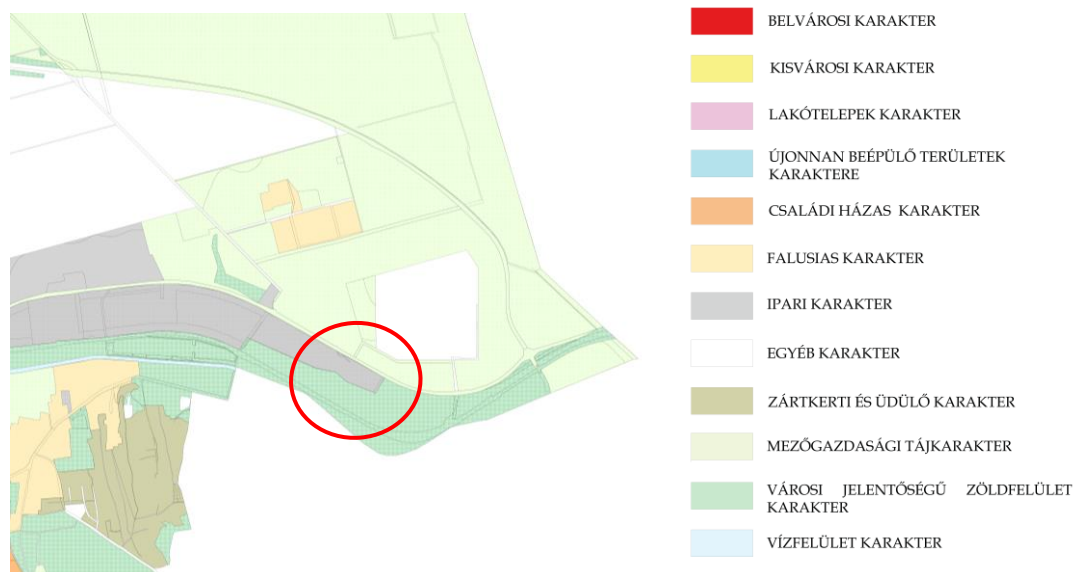 BELVÁROSI KARAKTER
KISVÁROSI KARAKTER
LAKÓTELEPEK KARAKTER
ÚJONNAN BEÉPÜLŐ TERÜLETEK
KARAKTERE
CSALÁDI HÁZAS KARAKTER
FALUSIAS KARAKTER
IPARI KARAKTER
EGYÉB KARAKTER
ZÁRTKERTI ÉS ÜDÜLŐ KARAKTER
MEZŐGAZDASÁGI TÁJKARAKTER
VÁROSI JELENTŐSÉGŰ ZÖLDFELÜLET
KARAKTER
VÍZFELÜLET KARAKTER